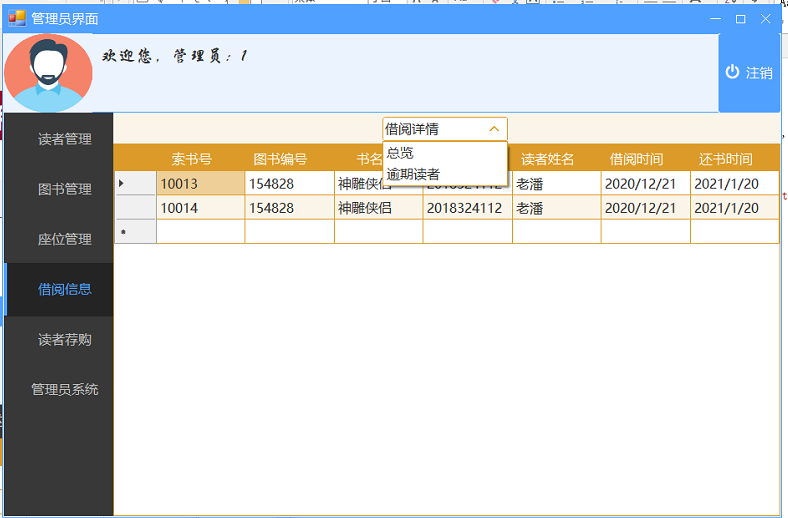 管理员界面
欢迎您，管理员：1
注销
读者管理
图书管理
座位管理
借阅信息
读者荐购
管理员系统
借阅详情
总览
逾期读者
索书号 图书编号 书名 读者姓名 借阅时间 还书时间
10013 154828 神雕侠侣 2018324112 老潘 2020/12/21 2021/1/20
10014 154828 神雕侠侣 2018324112 老潘 2020/12/21 2021/1/20